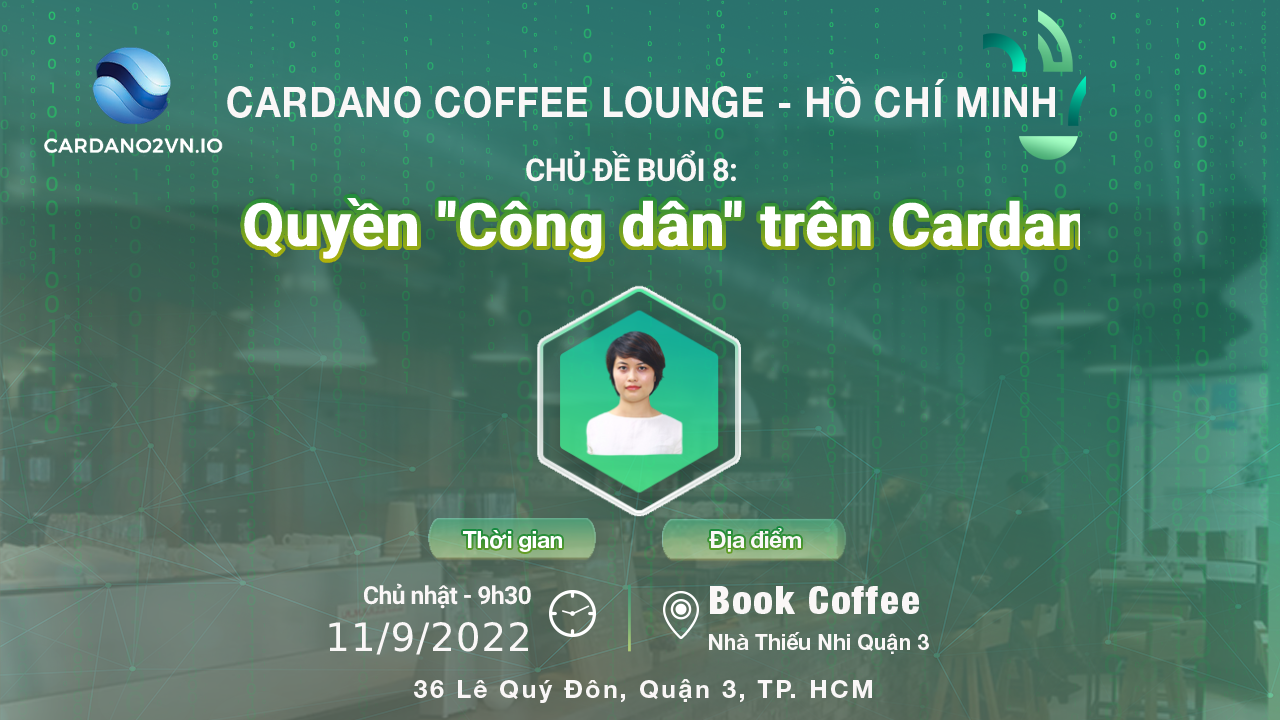 CARDANO2VN.IO
CARDANO COFFEE LOUNGE - HỒ CHÍ MINH
CHỦ ĐỀ BUỔI 8:
Quyền "Công dân" trên Cardan
Thời gian
Địa điểm
Chủ nhật - 9h30
11/9/2022
Book Coffee
Nhà Thiếu Nhi Quận 3
36 Lê Quý Đôn, Quận 3, TP. HCM